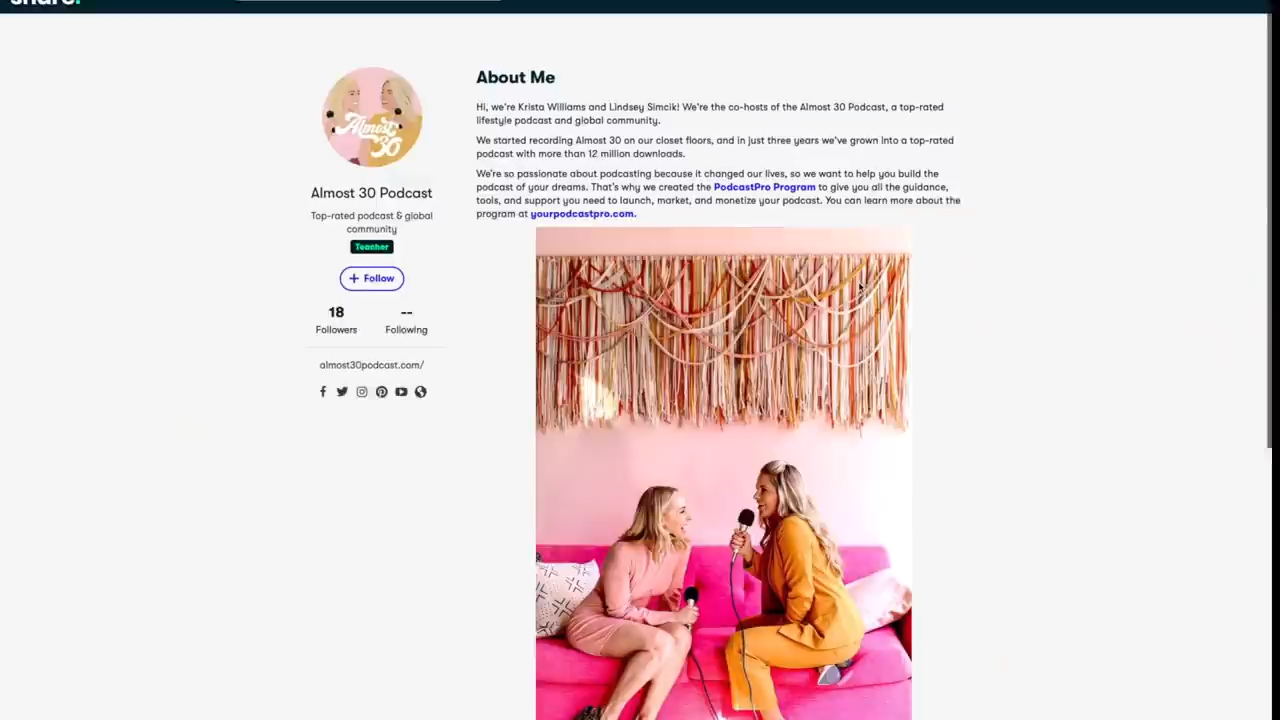 share.
About Me
Hi, we're Krista Williams and Lindsey Simcik! We're the co-hosts of the Almost 30 Podcast, a top-rated
lifestyle podcast and global community.
We started recording Almost 30 on our closet floors, and in just three years we've grown into a top-rated
podcast with more than 12 million downloads.
We're so passionate about podcasting because it changed our lives, so we want to help you build the
podcast of your dreams. That's why we created the PodcastPro Program to give you all the guidance,
tools, and support you need to launch, market, and monetize your podcast. You can learn more about the
program at yourpodcastpro.com.
Almost
30
Almost 30 Podcast
Top-rated podcast & global
community
Teacher
+ Follow
18 --
Followers Following
almost30podcast.com/